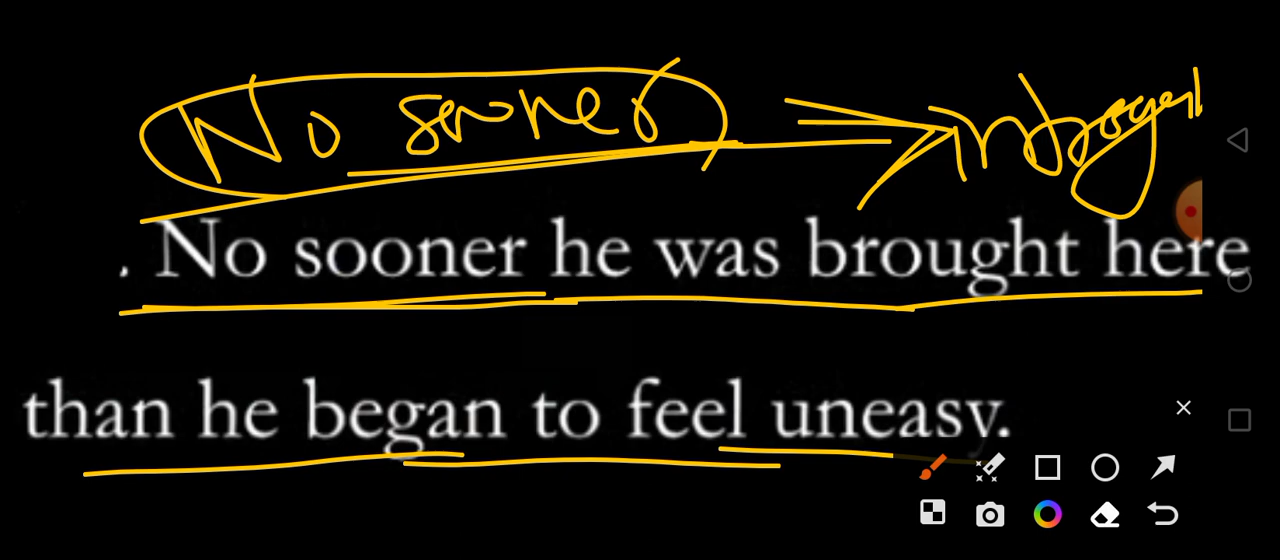 No sooner
. No sooner he was brought here
than he began to feel uneasy.